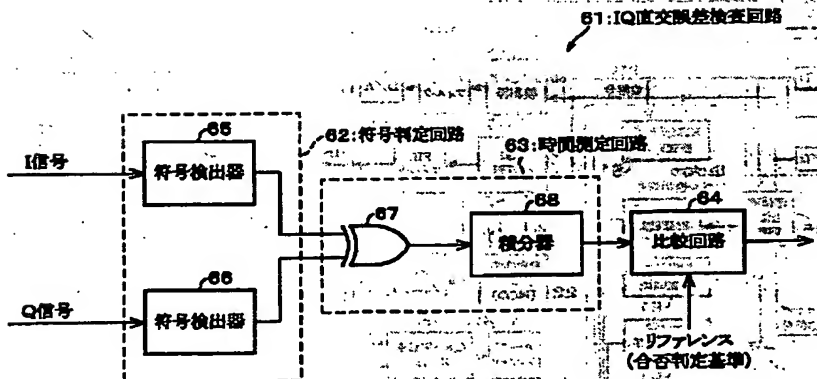 61:IQ直交誤差検査回路
65
62:符号判定回路
63:時間測定回路
I信号
符号検出器
67
68
64
積分器
比較回路
66
Q信号
符号検出器
リファレンス
(合否判定基準)